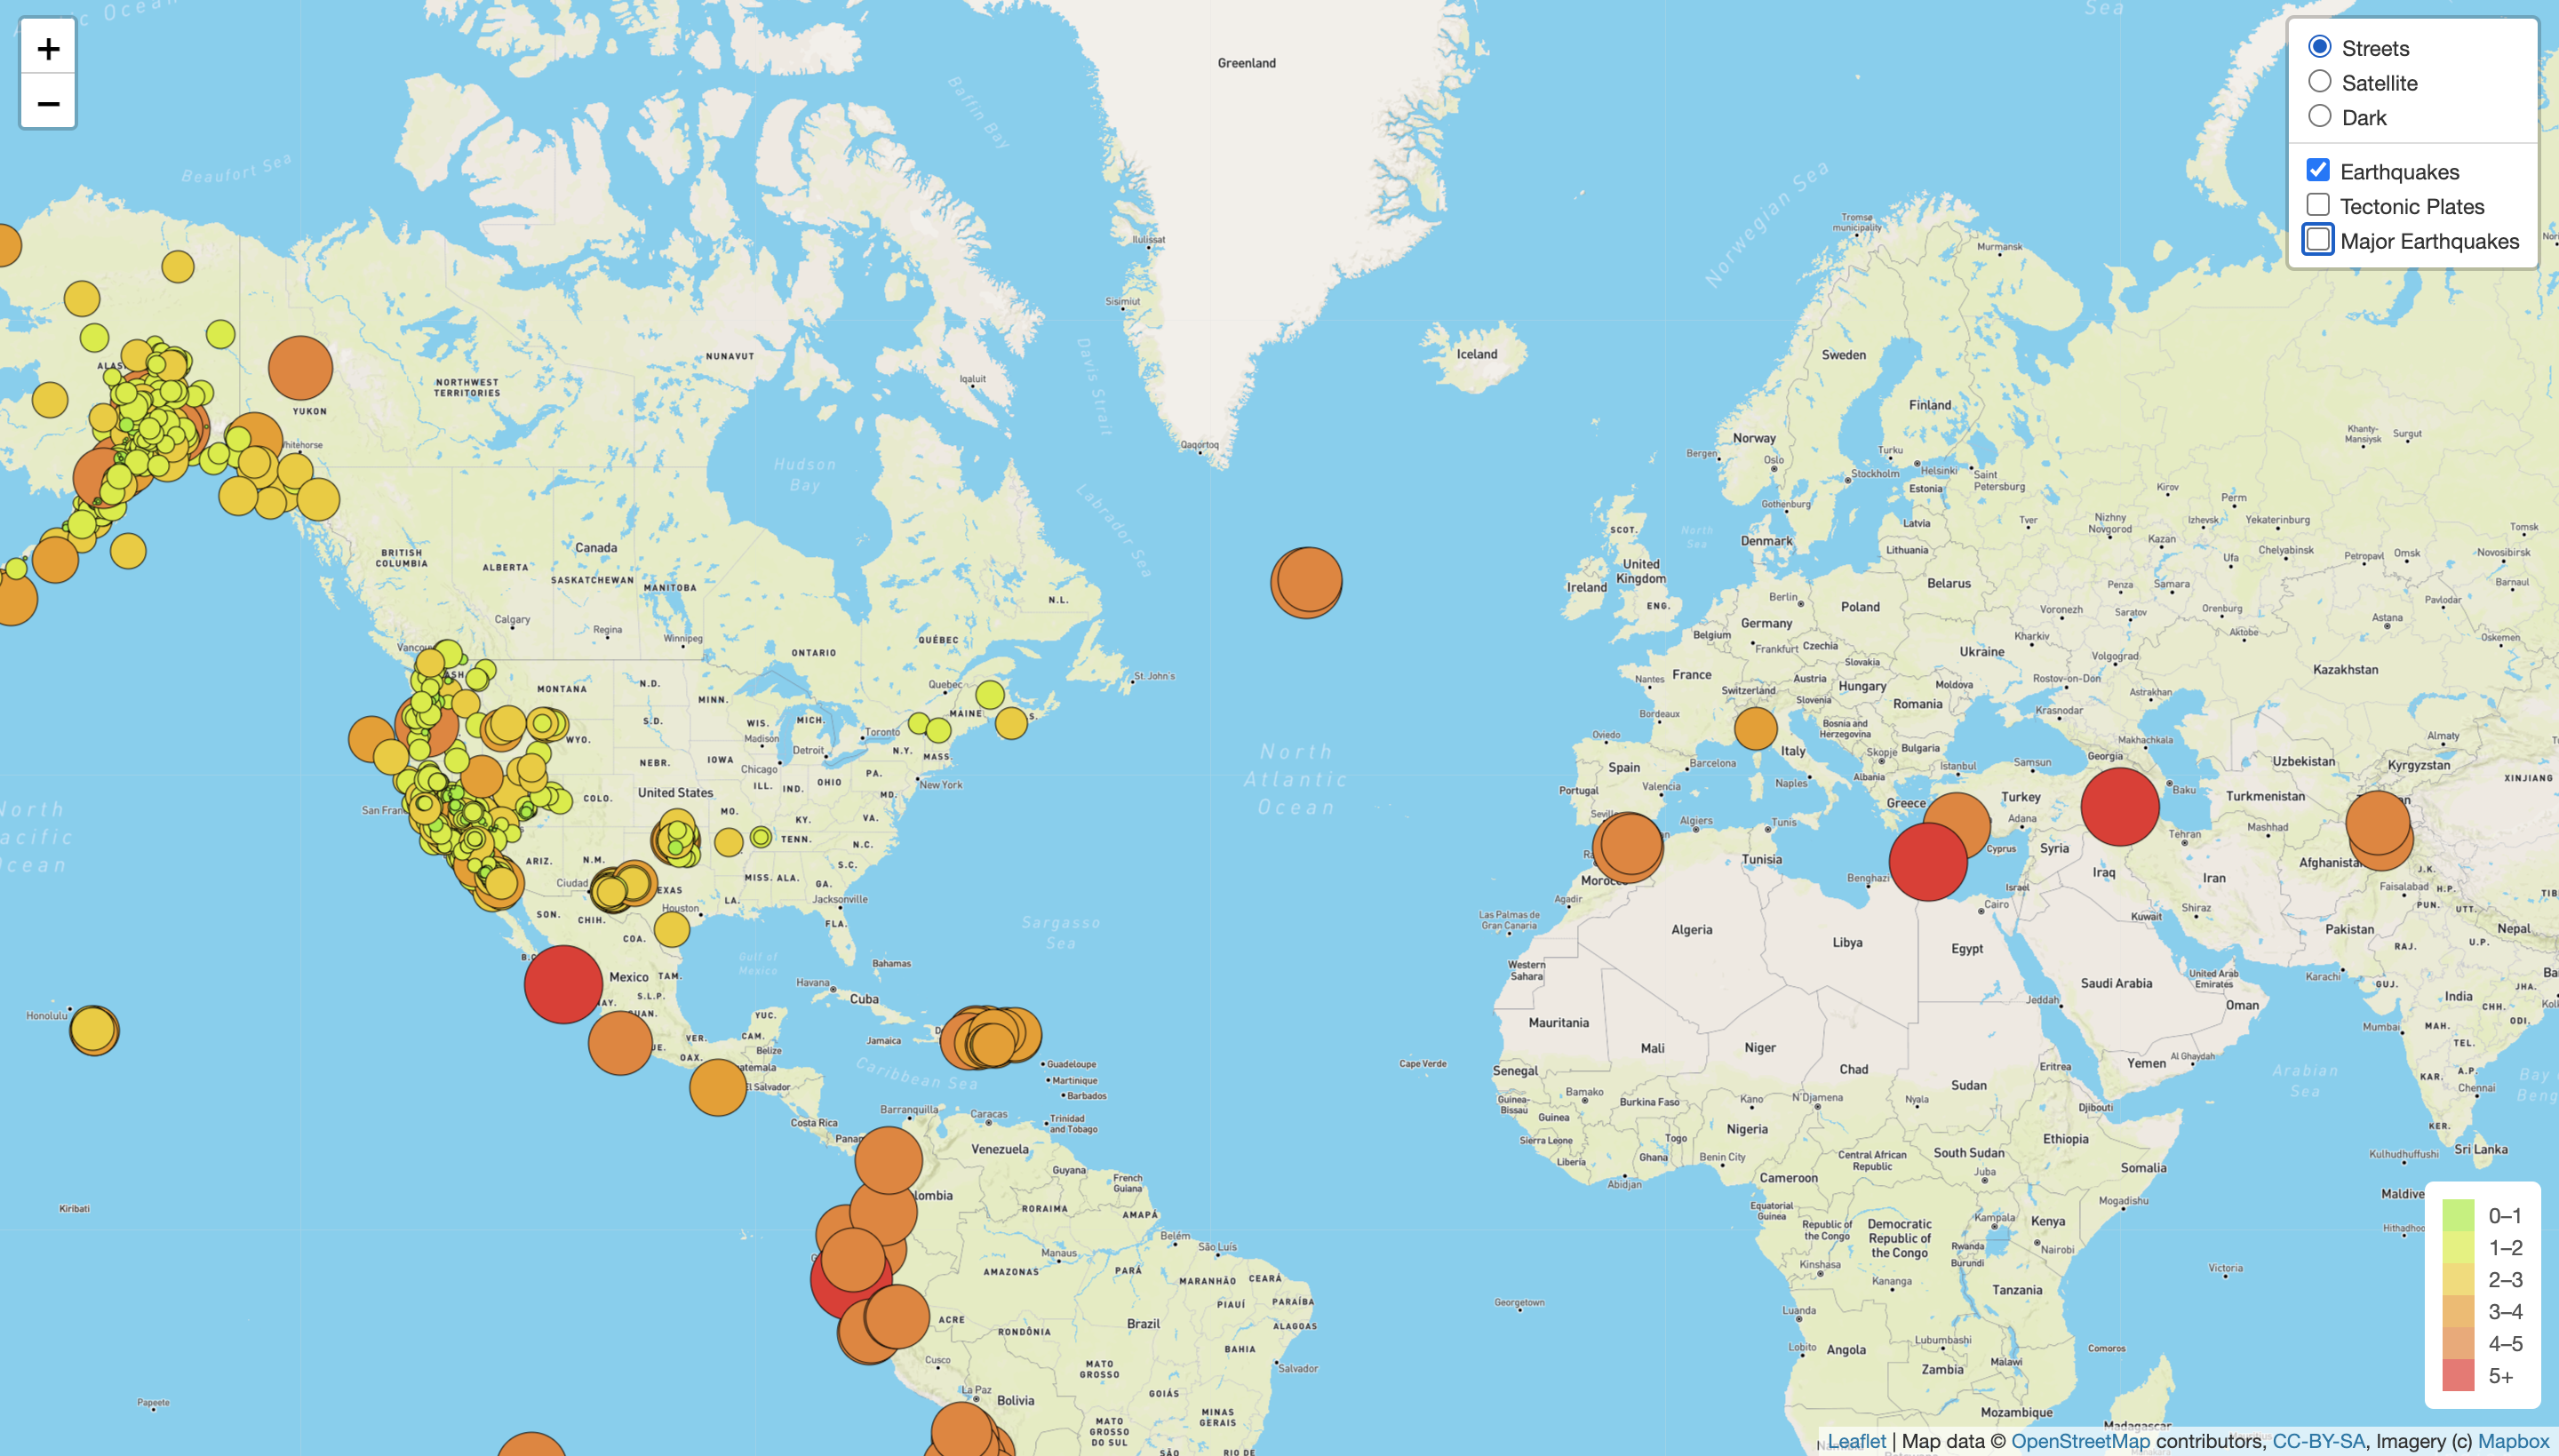 +
−
Streets
Satellite
Dark
Earthquakes
Tectonic Plates
Major Earthquakes
Sea
Greenland
Baffin Bay
Beaufort Sea
Norwegian Sea
Tromsø
municipality
Murmansk
Ilulissat
Sisimiut
Iceland
NUNAVUT
Davis Strait
NORTHWEST
TERRITORIES
YUKON
Iqaluit
Sweden
Finland
Norway
Bergen
Oslo
Turku
Helsinki
Stockholm
Saint
Petersburg
Estonia
Khanty-
Mansiysk
Surgut
Qaqortoq
Hudson
Bay
Labrador Sea
Gothenburg
Latvia
Lithuania
Denmark
North
Sea
SCOT.
United
Kingdom
Ireland
ENG.
Kirov
Perm
Tver
Nizhny
Novgorod
Izhevsk
Yekaterinburg
Kazan
Ufa
Chelyabinsk
Petropavl
Omsk
Tomsk
Novosibirsk
Barnaul
Canada
BRITISH
COLUMBIA
ALBERTA
SASKATCHEWAN
MANITOBA
N.L.
Calgary
Regina
Winnipeg
ONTARIO
QUÉBEC
Belarus
Berlin
Poland
Germany
Belgium
Frankfurt
Czechia
Slovakia
Penza
Samara
Saratov
Voronezh
Orenburg
Aktobe
Astana
Pavlodar
Oskemen
Kharkiv
Ukraine
Volgograd
Kazakhstan
St. John's
Quebec
MAINE
MONTANA
N.D.
MINN.
S.D.
WIS.
MICH.
Madison
Detroit
Toronto
N.Y.
MASS.
WYO.
NEBR.
IOWA
Chicago
ILL.
IND.
OHIO
PA.
MD.
New York
North
Atlantic
Ocean
France
Nantes
Switzerland
Austria
Slovenia
Hungary
Moldova
Romania
Rostov-on-Don
Astrakhan
Krasnodar
Makhachkala
Bordeaux
Bosnia and
Herzegovina
Oviedo
Italy
Skopje
Bulgaria
Albania
Istanbul
Samsun
Georgia
Baku
Uzbekistan
Kyrgyzstan
Almaty
XINJIANG
Spain
Barcelona
Valencia
Naples
Portugal
Greece
Turkey
Adana
Turkmenistan
Mashhad
Tehran
United States
COLO.
MO.
KY.
VA.
TENN.
N.C.
S.C.
ARIZ.
N.M.
MISS.
ALA.
GA.
LA.
Jacksonville
FLA.
Houston
SON.
CHIH.
COA.
Algiers
Tunis
Tunisia
Cyprus
Syria
Israel
Iraq
Iran
J.K.
H.P.
Faisalabad
PUN.
UTT.
Benghazi
Cairo
Kuwait
Shiraz
Agadir
Las Palmas de
Gran Canaria
Algeria
Libya
Egypt
Pakistan
RAJ.
U.P.
Nepal
Sargasso
Sea
Gulf of
Mexico
Bahamas
Western
Sahara
Saudi Arabia
United Arab
Emirates
Karachi
GUJ.
India
JHA.
CHH.
ODI.
Mexico
TAM.
S.L.P.
Havana
Cuba
Jeddah
Oman
Mumbai
MAH.
TEL.
Honolulu
YUC.
VER.
CAM.
OAX.
Belize
El Salvador
Jamaica
Caribbean Sea
Guadeloupe
Martinique
Barbados
Trinidad
and Tobago
Mauritania
Mali
Niger
Chad
Sudan
Eritrea
Yemen
Al Ghaydah
Arabian
Sea
KAR.
A.P.
Chennai
Cape Verde
Senegal
Guinea-
Bissau
Guinea
Bamako
Burkina Faso
Kano
N'Djamena
Nyala
Djibouti
KER.
Sri Lanka
Costa Rica
Barranquilla
Caracas
Venezuela
Guyana
French
Guiana
Sierra Leone
Liberia
Togo
Ghana
Abidjan
Benin City
Nigeria
Cameroon
Central African
Republic
South Sudan
Juba
Ethiopia
Somalia
Mogadishu
Kulhudhuffushi
Kiribati
RORAIMA
AMAPÁ
Belém
São Luís
Manaus
AMAZONAS
PARÁ
MARANHÃO
CEARÁ
PIAUÍ
PARAÍBA
ALAGOAS
ACRE
RONDÔNIA
Brazil
BAHIA
Salvador
Cusco
MATO
GROSSO
GOIÁS
La Paz
Bolivia
MATO
GROSSO
DO SUL
MINAS
GERAIS
Papeete
Georgetown
Equatorial
Guinea
Republic of
the Congo
Democratic
Republic of
the Congo
Kampala
Kenya
Rwanda
Burundi
Nairobi
Kinshasa
Kananga
Tanzania
Victoria
Luanda
Lobito
Angola
Lubumbashi
Zambia
Malawi
Comoros
Mozambique
Madagascar
0–1
1–2
2–3
3–4
4–5
5+
Leaflet | Map data © OpenStreetMap contributors, CC-BY-SA, Imagery (c) Mapbox